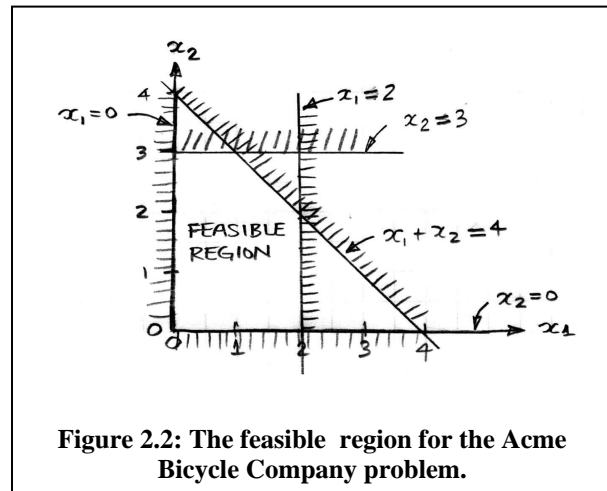 x₂
4
x₁=0
x₁=2
x₂=3
3
2
FEASIBLE
REGION
x₁+x₂=4
1
x₂=0
0
x₁
0 1 2 3 4
Figure 2.2: The feasible region for the Acme
Bicycle Company problem.